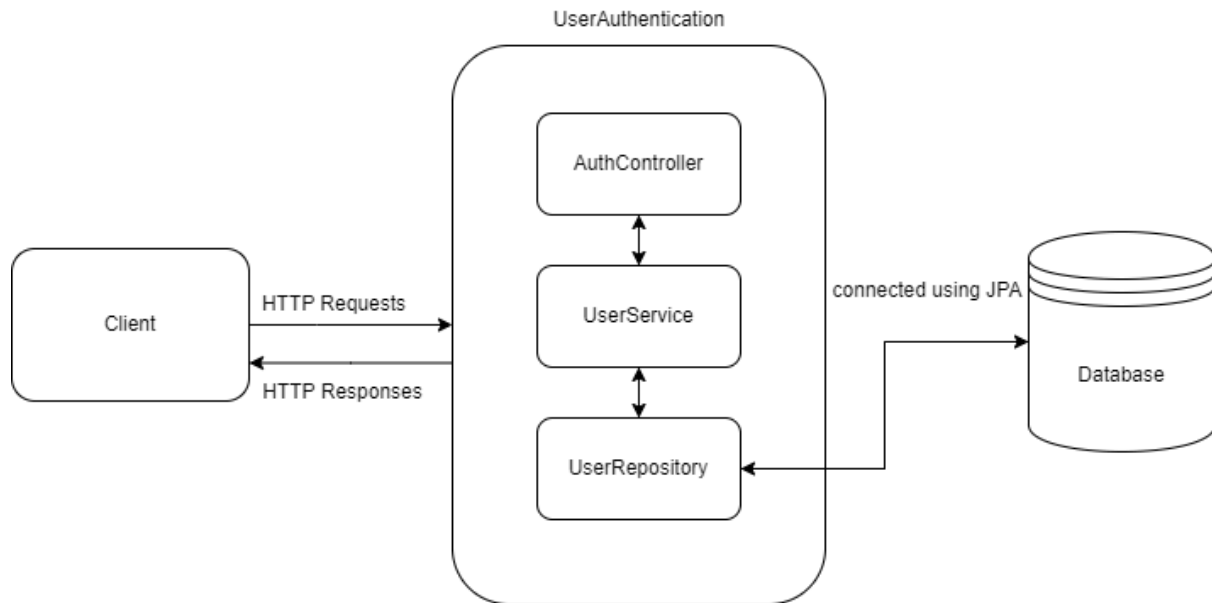 UserAuthentication
AuthController
HTTP Requests
Client
HTTP Responses
UserService
UserRepository
connected using JPA
Database